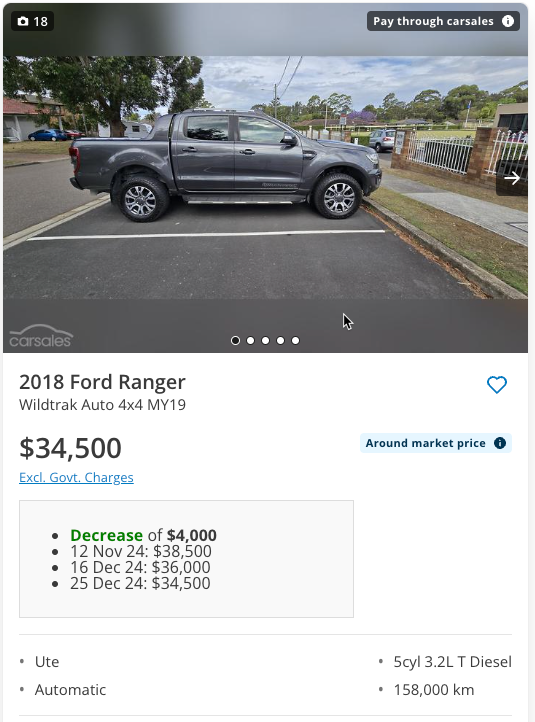 18
Pay through carsales
carsales
2018 Ford Ranger
Wildtrak Auto 4x4 MY19
$34,500
Around market price
Excl. Govt. Charges
Decrease of $4,000
12 Nov 24: $38,500
16 Dec 24: $36,000
25 Dec 24: $34,500
Ute
5cyl 3.2L T Diesel
Automatic
158,000 km